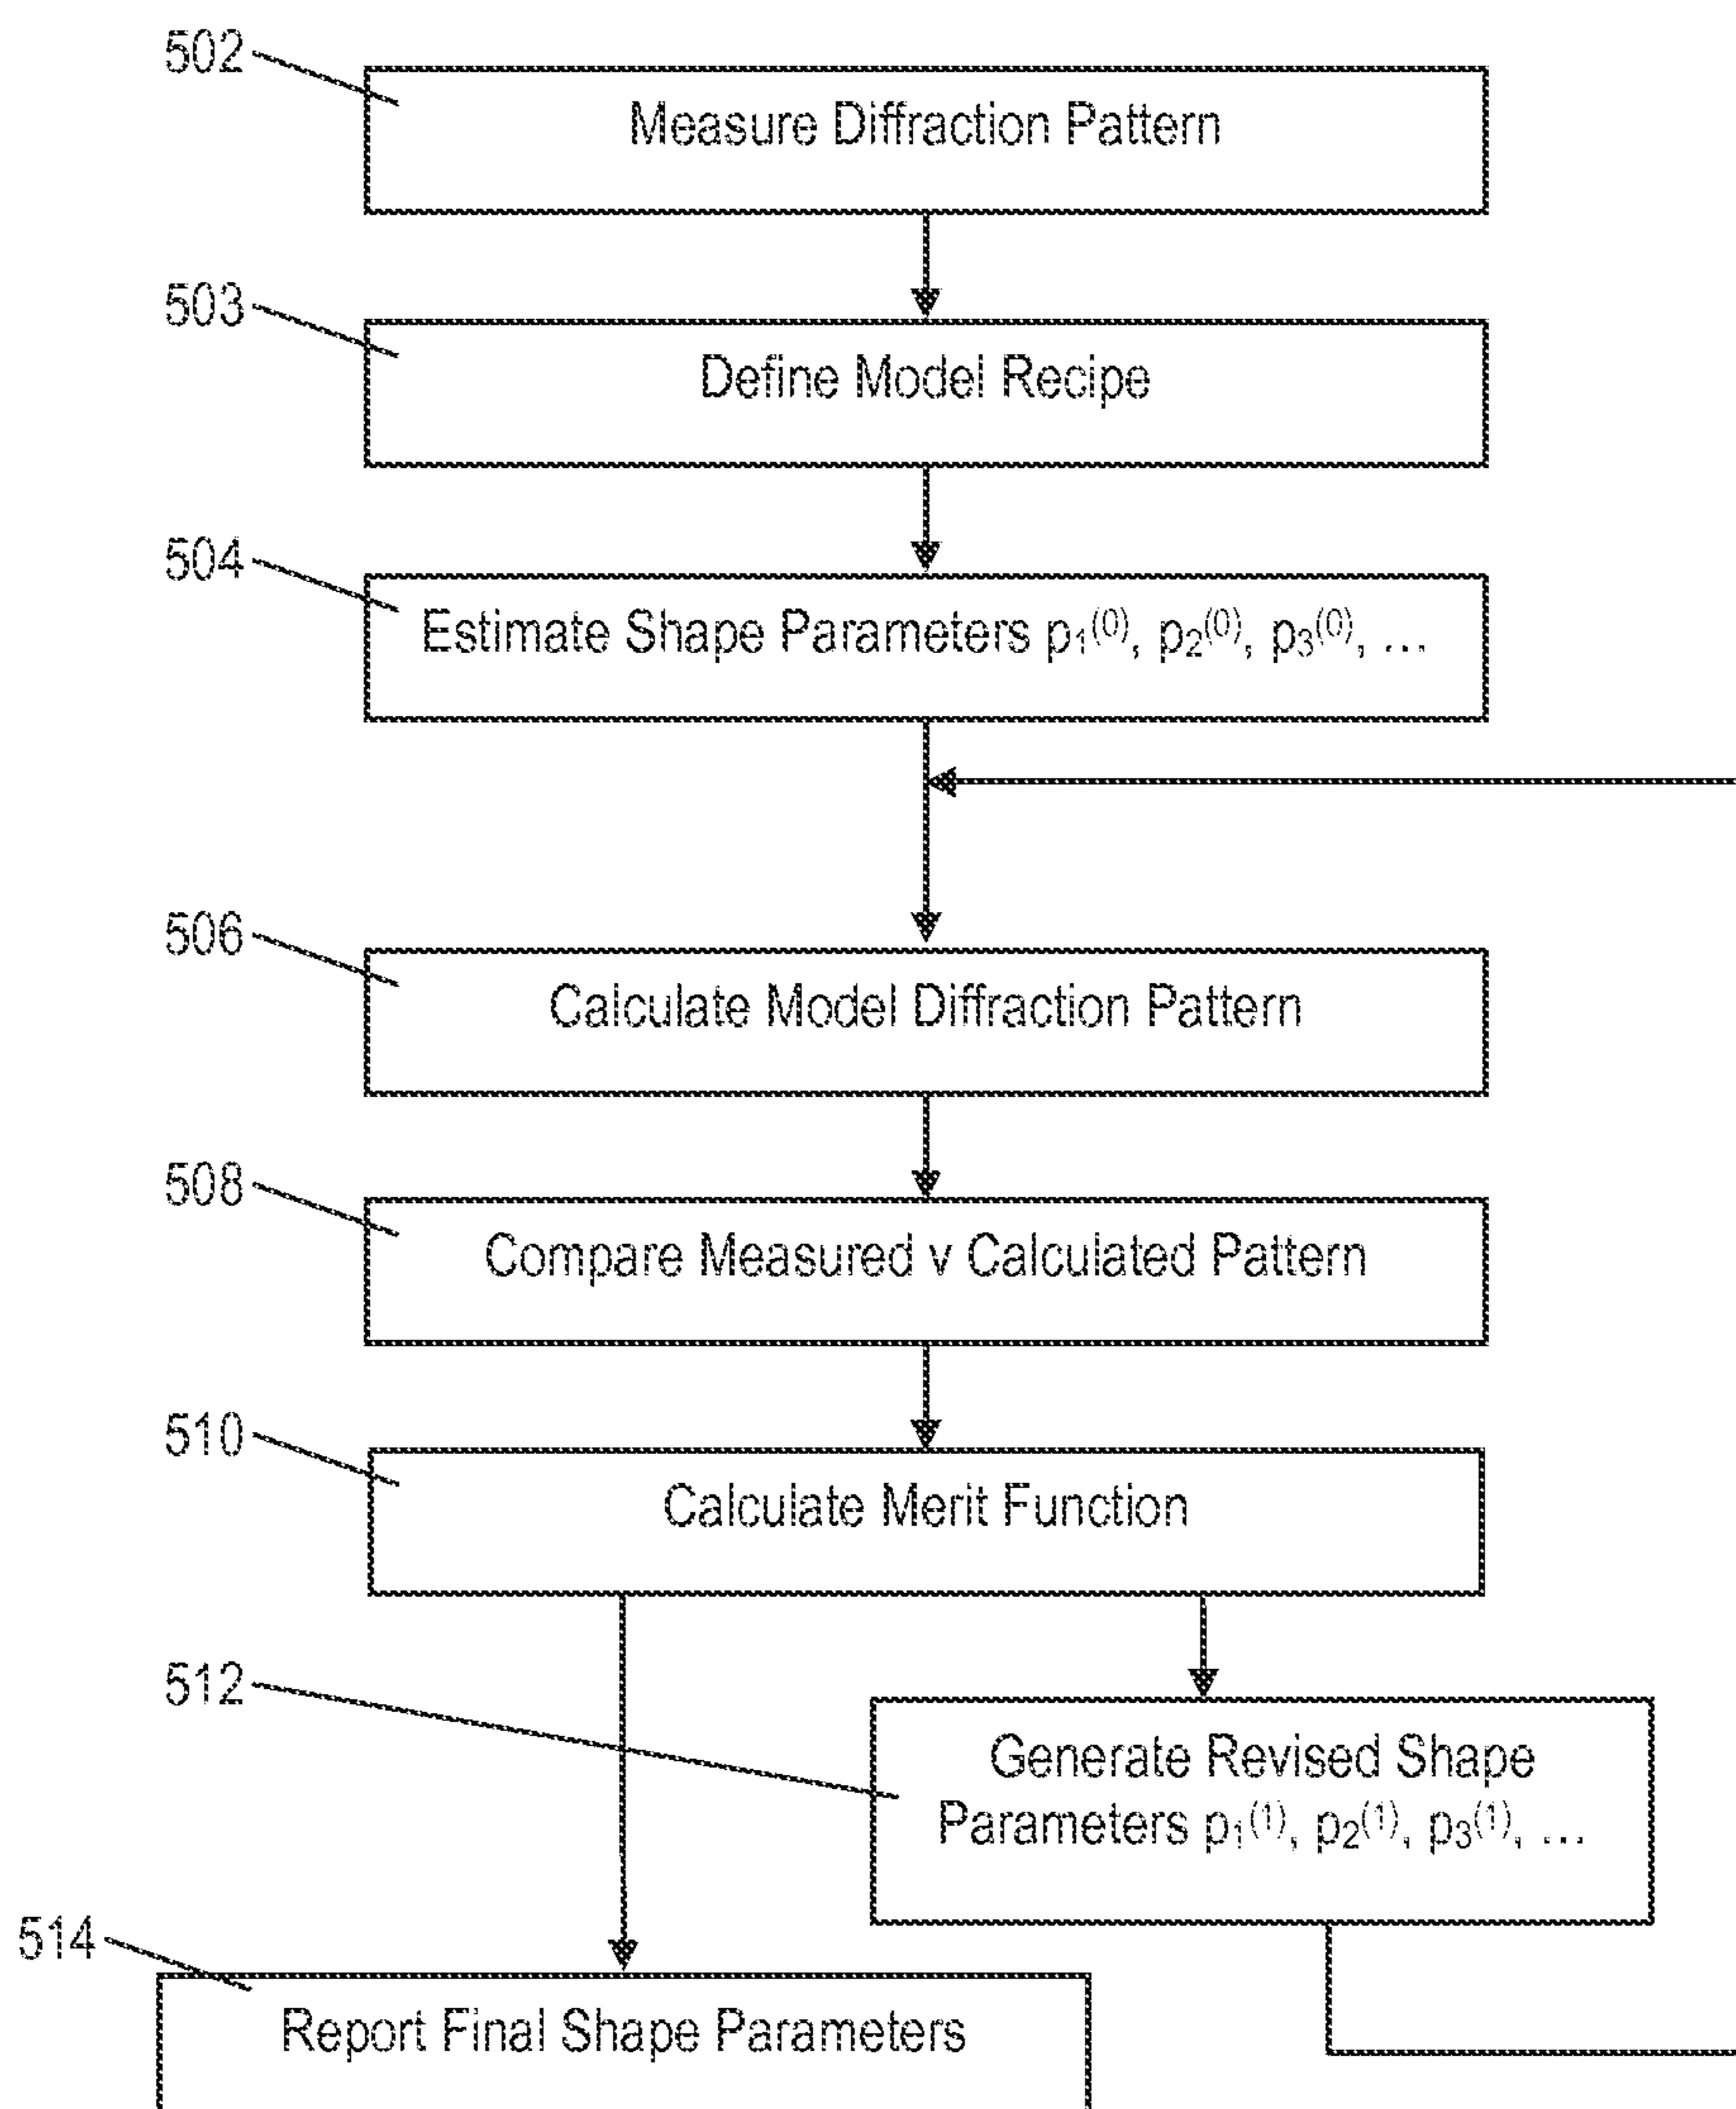 502
Measure Diffraction Pattern
503
Define Model Recipe
504
Estimate Shape Parameters p₁⁽⁰⁾, p₂⁽⁰⁾, p₃⁽⁰⁾, ...
506
Calculate Model Diffraction Pattern
508
Compare Measured v Calculated Pattern
510
Calculate Merit Function
512
Generate Revised Shape
Parameters p₁⁽¹⁾, p₂⁽¹⁾, p₃⁽¹⁾, ...
514
Report Final Shape Parameters